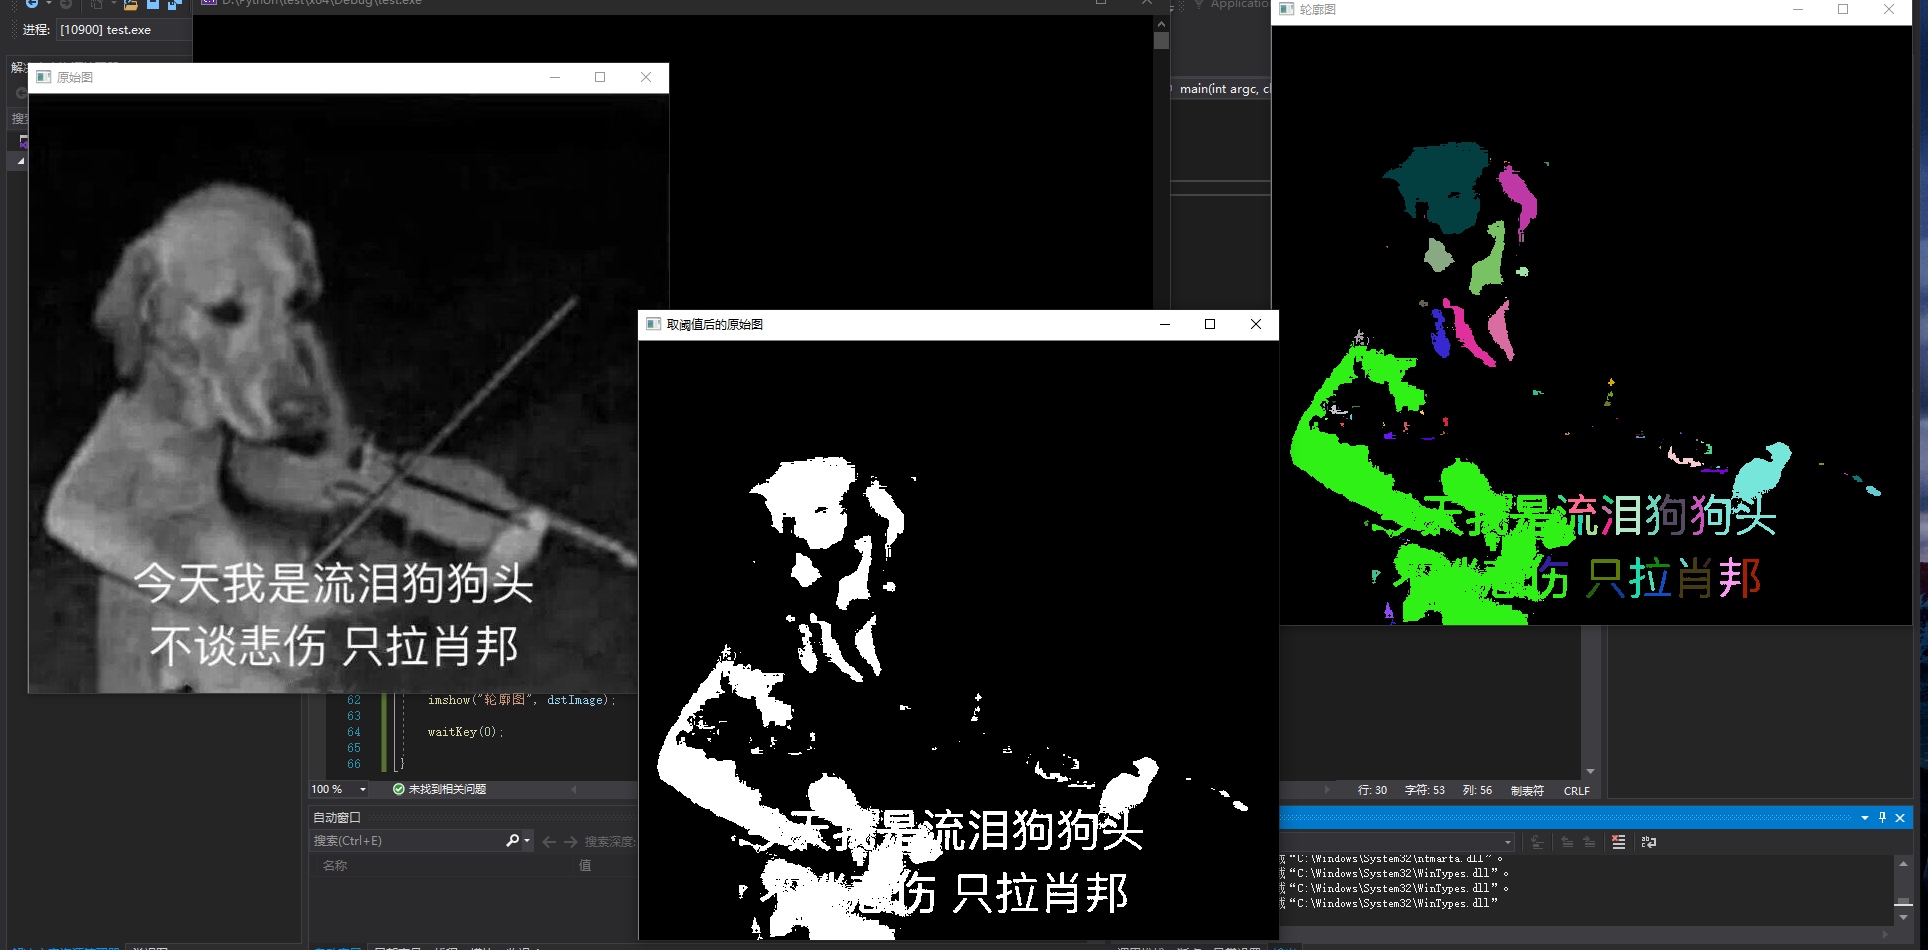 D:\Python\test\x64\Debug\test.exe
进程:
[10900] test.exe
原始图
今天我是流泪狗狗头
不谈悲伤 只拉肖邦
轮廓图
main(int argc, c
天我是流泪狗狗头
伤 只拉肖邦
取阈值后的原始图
天我是流泪狗狗头
伤 只拉肖邦
62 imshow("轮廓图", dstImage);
63
64 waitKey(0);
65
66 }
100 %
未找到相关问题
行: 30 字符: 53 列: 56 制表符 CRLF
自动窗口
搜索(Ctrl+E)
搜索深度:
名称 值
“C:\Windows\System32\ntmarta.dll”。
“C:\Windows\System32\WinTypes.dll”。
“C:\Windows\System32\WinTypes.dll”。
“C:\Windows\System32\WinTypes.dll”